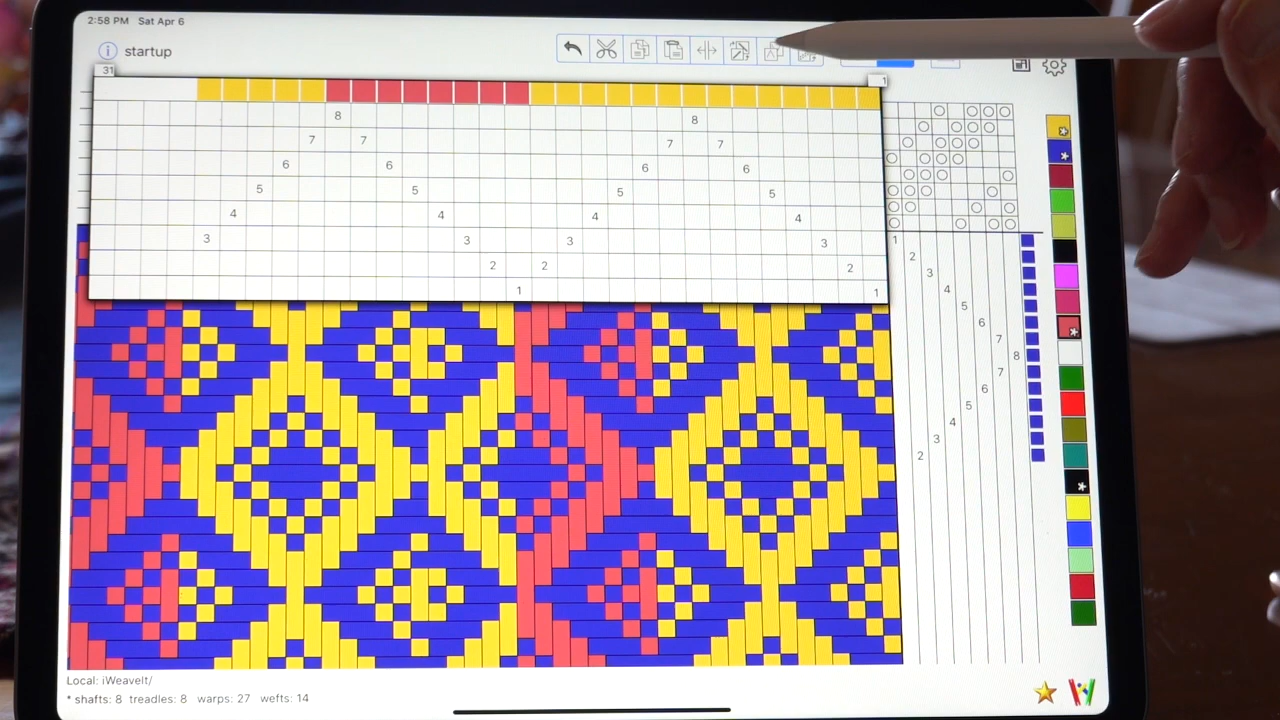 2:58 PM Sat Apr 6
startup
31 1
8 8
7 7 7 7
6 6 6 6
5 5 5 5
4 4 4 4
3 3 3 3
2 2 2
1 1
1
2
3
4
5
6
7
8
7
6
5
4
3
2
Local: iWeaveIt/
* shafts: 8 treadles: 8 warps: 27 wefts: 14